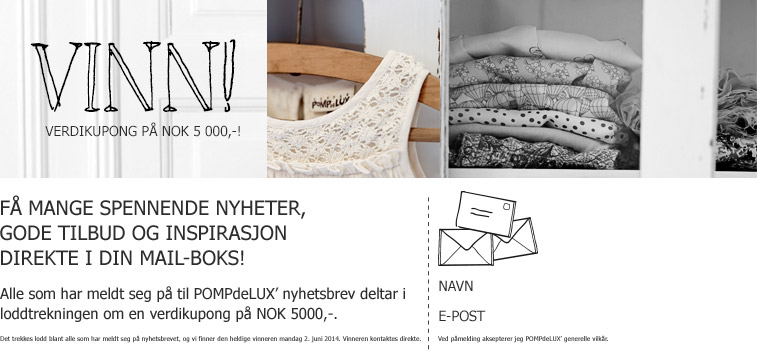 VINN!
VERDIKUPONG PÅ NOK 5 000,-!
POMPdeLUX
FÅ MANGE SPENNENDE NYHETER,
GODE TILBUD OG INSPIRASJON
DIREKTE I DIN MAIL-BOKS!
Alle som har meldt seg på til POMPdeLUX’ nyhetsbrev deltar i
loddtrekningen om en verdikupong på NOK 5000,-.
Det trekkes lodd blant alle som har meldt seg på nyhetsbrevet, og vi finner den heldige vinneren mandag 2. juni 2014. Vinneren kontaktes direkte.
NAVN
E-POST
Ved påmelding aksepterer jeg POMPdeLUX’ generelle vilkår.